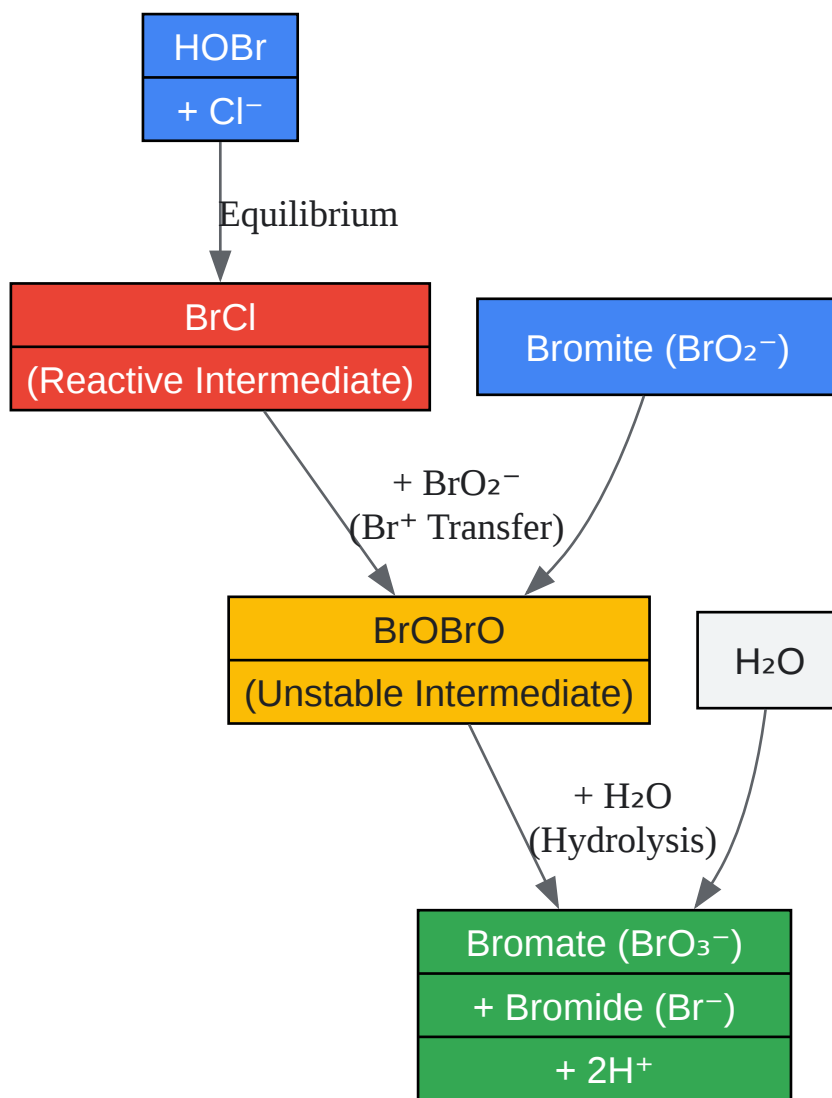 HOBr
+ Cl⁻
Equilibrium
BrCl
(Reactive Intermediate)
Bromite (BrO₂⁻)
+ BrO₂⁻
(Br⁺ Transfer)
BrOBrO
(Unstable Intermediate)
H₂O
+ H₂O
(Hydrolysis)
Bromate (BrO₃⁻)
+ Bromide (Br⁻)
+ 2H⁺